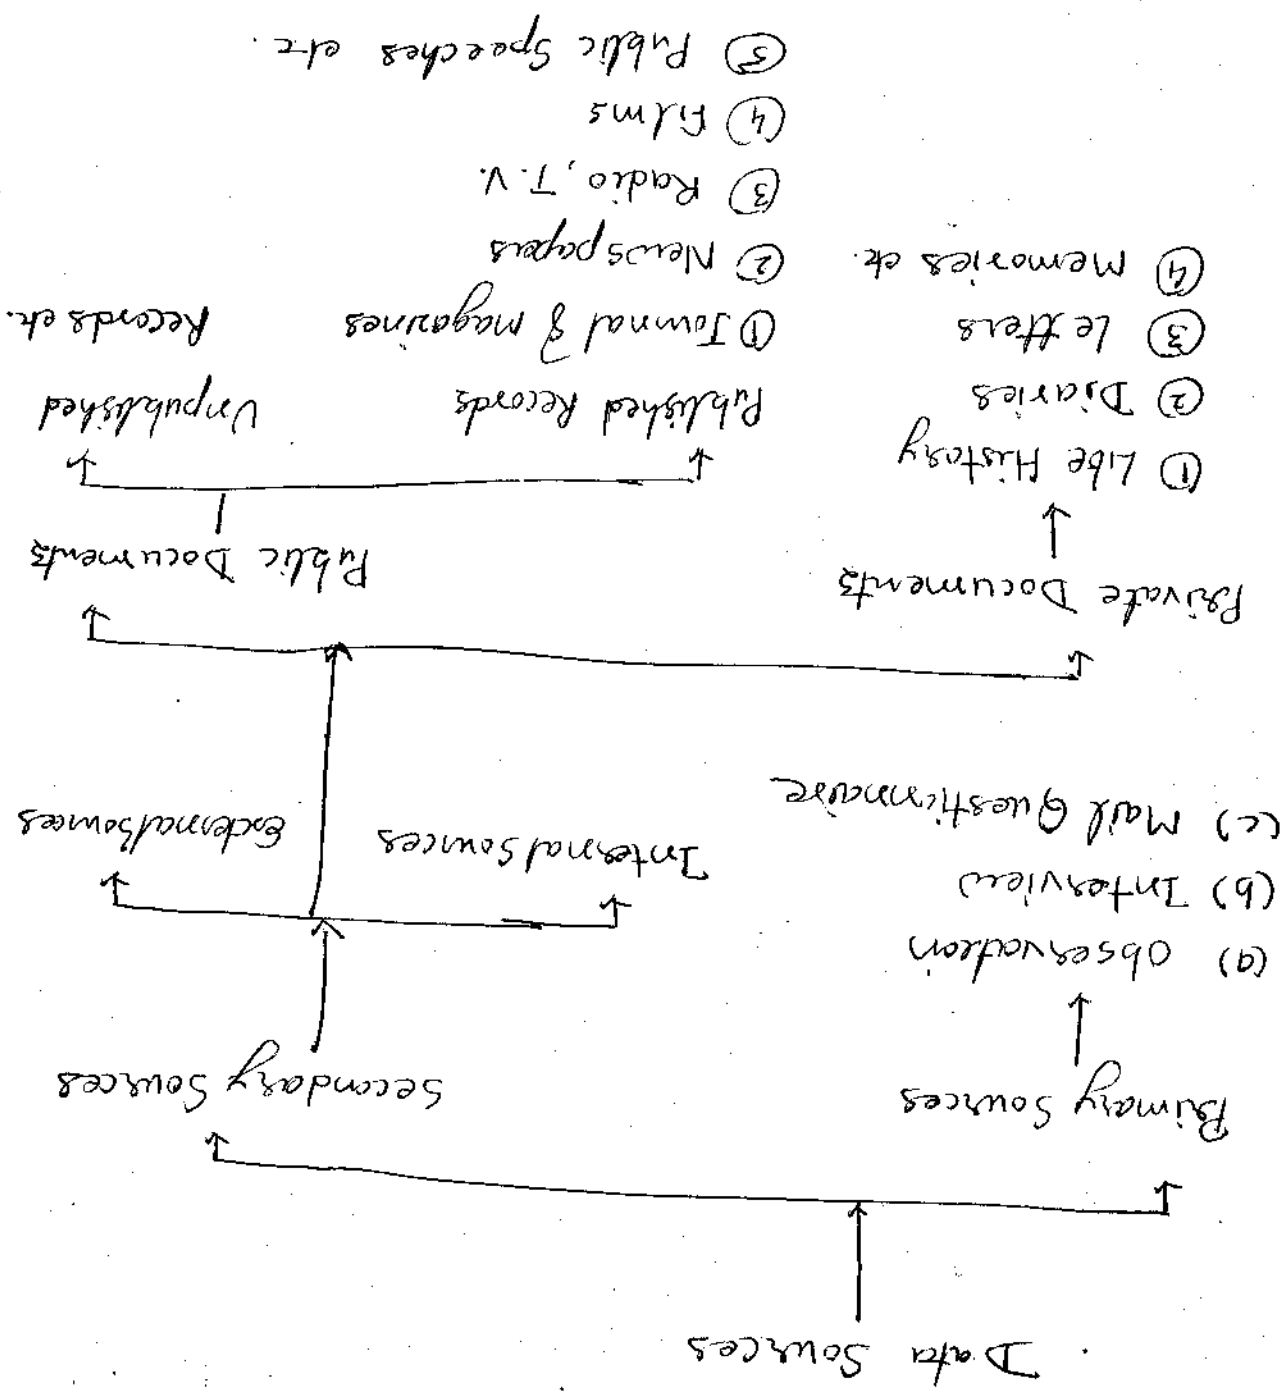 Data Sources
Primary Sources
Secondary Sources
(a) Observation
(b) Interview
(c) Mail Questionnaire
Internal Sources
External Sources
Private Documents
Public Documents
① Life History
② Diaries
③ Letters
④ Memories etc.
Published Records
① Journal & magazines
② Newspapers
③ Radio, T.V.
④ Films
⑤ Public Speeches etc.
Unpublished
Records etc.